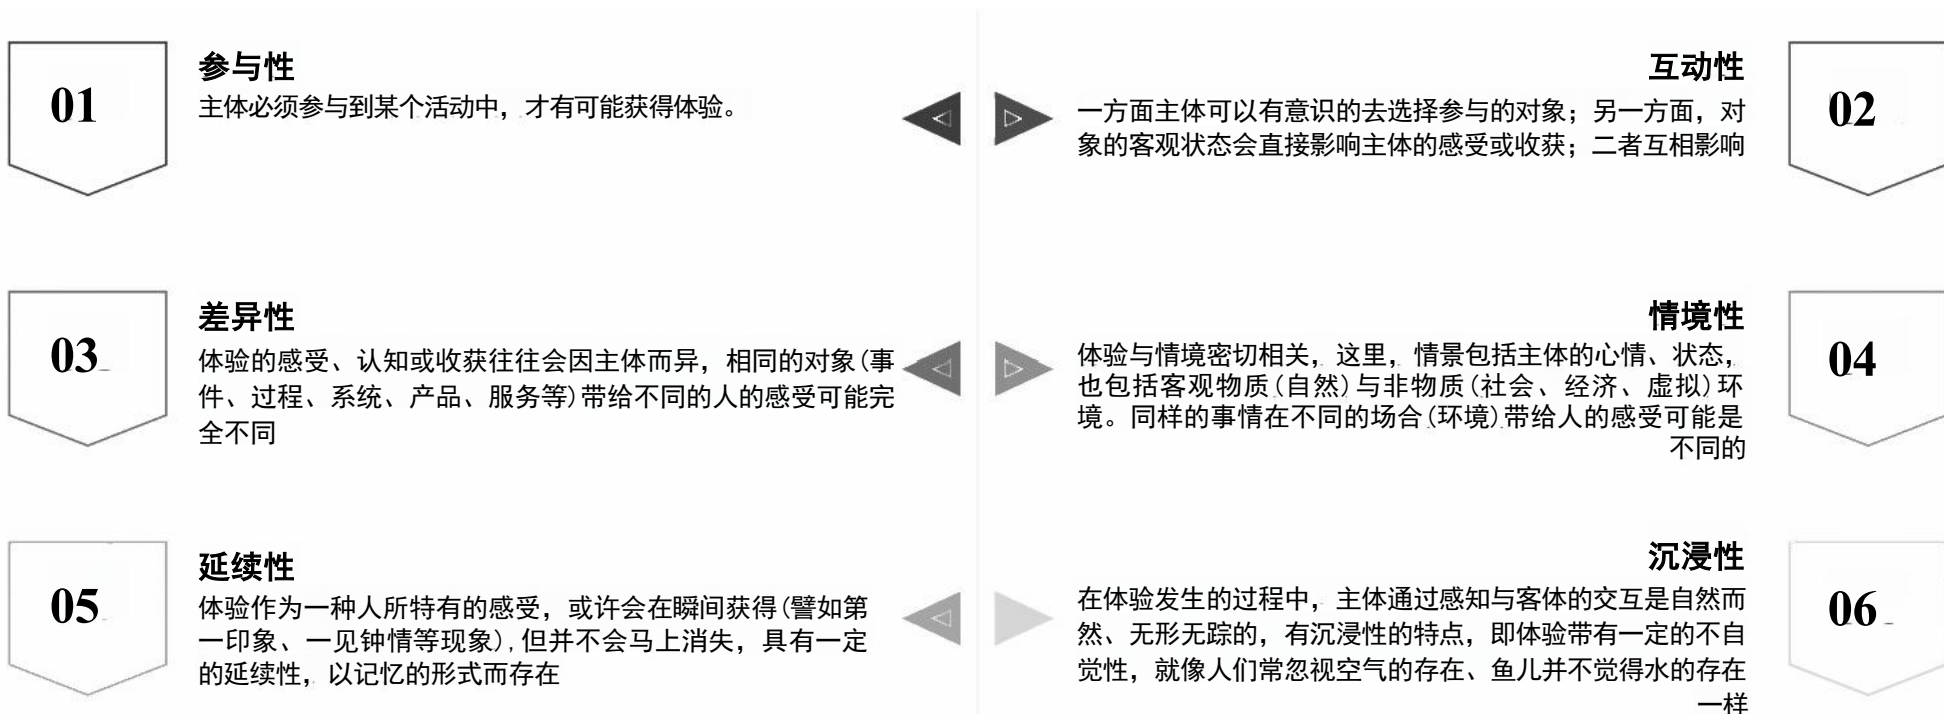 01
参与性
主体必须参与到某个活动中，才有可能获得体验。
互动性
一方面主体可以有意识的去选择参与的对象；另一方面，对
象的客观状态会直接影响主体的感受或收获；二者互相影响
02
03
差异性
体验的感受、认知或收获往往会因主体而异，相同的对象(事
件、过程、系统、产品、服务等)带给不同的人的感受可能完
全不同
情境性
体验与情境密切相关，这里，情景包括主体的心情、状态，
也包括客观物质(自然)与非物质(社会、经济、虚拟)环
境。同样的事情在不同的场合(环境)带给人的感受可能是
不同的
04
05
延续性
体验作为一种人所特有的感受，或许会在瞬间获得(譬如第
一印象、一见钟情等现象),但并不会马上消失，具有一定
的延续性，以记忆的形式而存在
沉浸性
在体验发生的过程中，主体通过感知与客体的交互是自然而
然、无形无踪的，有沉浸性的特点，即体验带有一定的不自
觉性，就像人们常忽视空气的存在、鱼儿并不觉得水的存在
一样
06